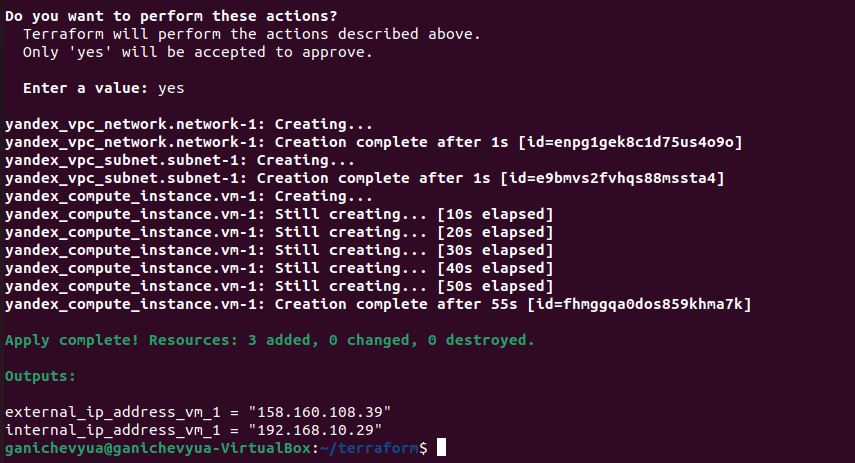 Do you want to perform these actions?
  Terraform will perform the actions described above.
  Only 'yes' will be accepted to approve.

  Enter a value: yes

yandex_vpc_network.network-1: Creating...
yandex_vpc_network.network-1: Creation complete after 1s [id=enpg1gek8c1d75us4o9o]
yandex_vpc_subnet.subnet-1: Creating...
yandex_vpc_subnet.subnet-1: Creation complete after 1s [id=e9bmvs2fvhqs88mssta4]
yandex_compute_instance.vm-1: Creating...
yandex_compute_instance.vm-1: Still creating... [10s elapsed]
yandex_compute_instance.vm-1: Still creating... [20s elapsed]
yandex_compute_instance.vm-1: Still creating... [30s elapsed]
yandex_compute_instance.vm-1: Still creating... [40s elapsed]
yandex_compute_instance.vm-1: Still creating... [50s elapsed]
yandex_compute_instance.vm-1: Creation complete after 55s [id=fhmggqa0dos859khma7k]

Apply complete! Resources: 3 added, 0 changed, 0 destroyed.

Outputs:

external_ip_address_vm_1 = "158.160.108.39"
internal_ip_address_vm_1 = "192.168.10.29"
ganichevyua@ganichevyua-VirtualBox:~/terraform$